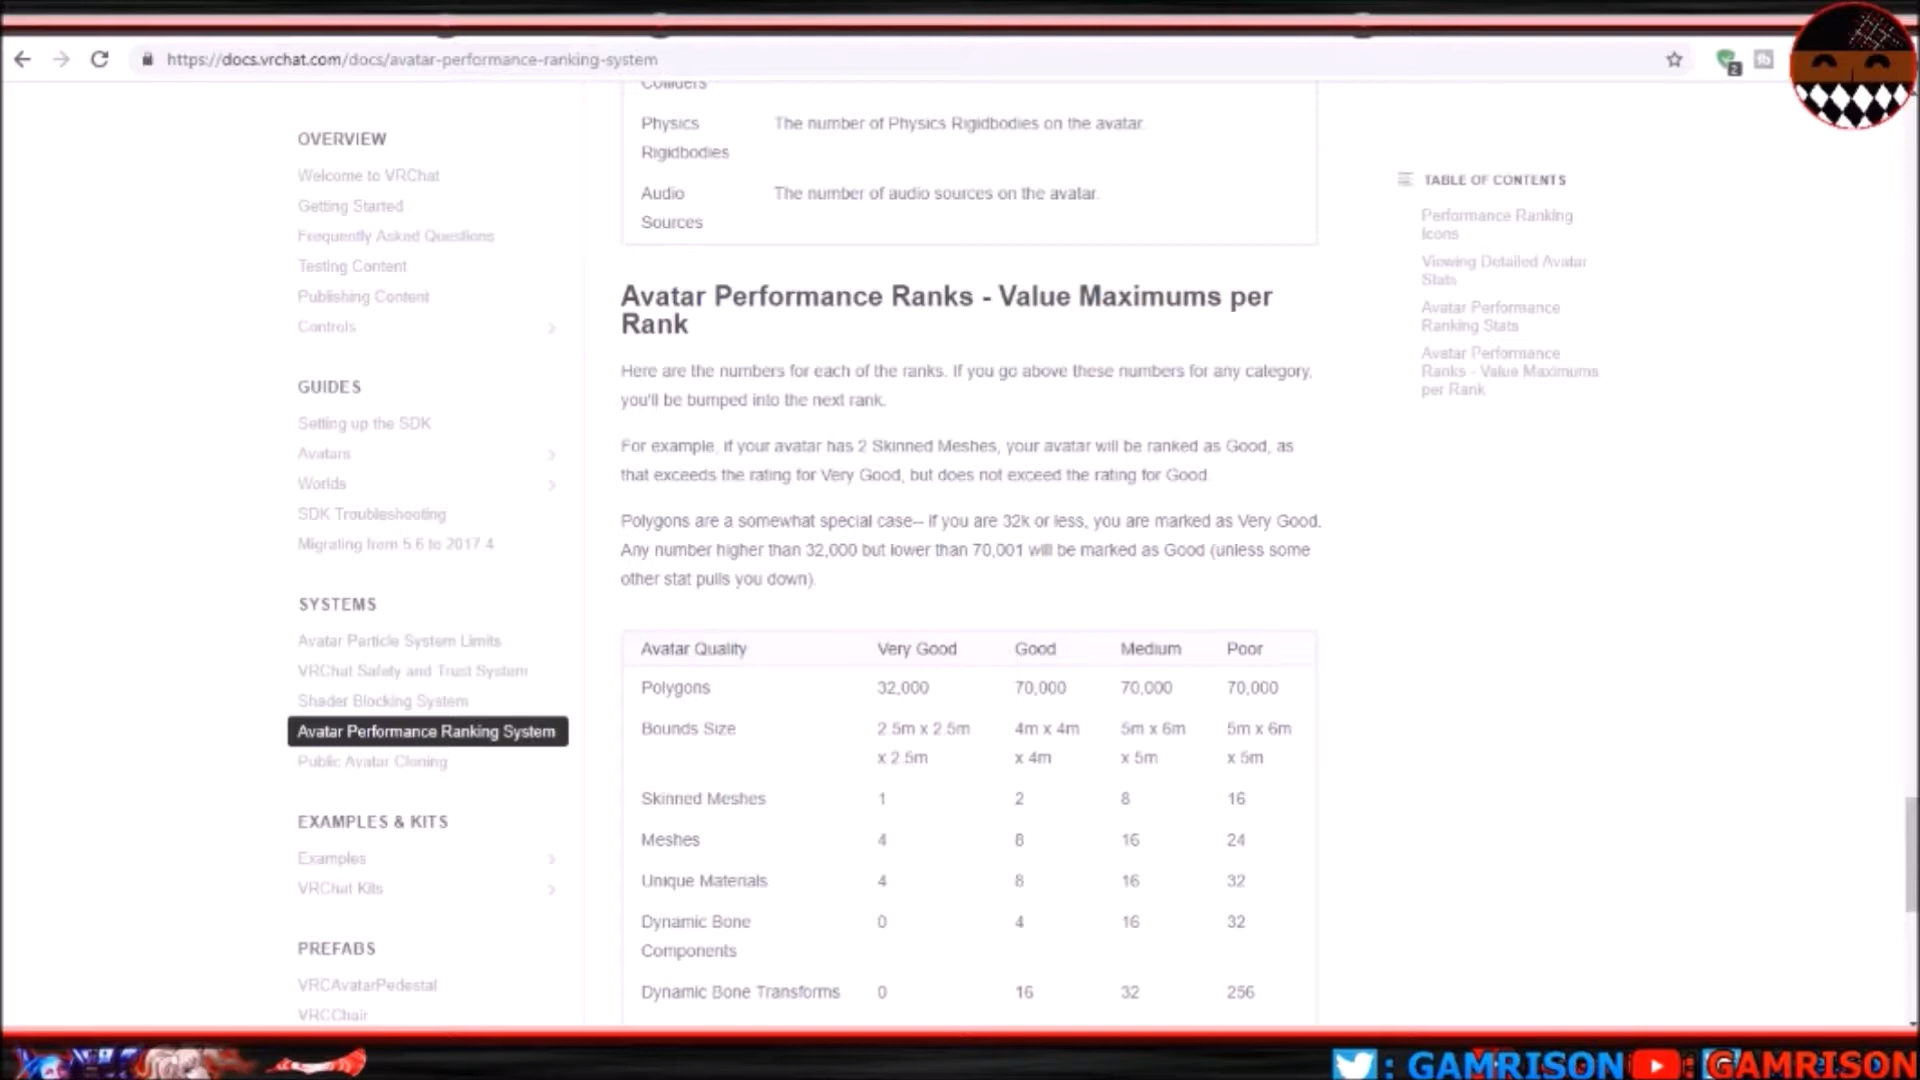 https://docs.vrchat.com/docs/avatar-performance-ranking-system
2
OVERVIEW
Welcome to VRChat
Getting Started
Frequently Asked Questions
Testing Content
Publishing Content
Controls
GUIDES
Setting up the SDK
Avatars
Worlds
SDK Troubleshooting
Migrating from 5.6 to 2017.4
SYSTEMS
Avatar Particle System Limits
VRChat Safety and Trust System
Shader Blocking System
Avatar Performance Ranking System
Public Avatar Cloning
EXAMPLES & KITS
Examples
VRChat Kits
PREFABS
VRCAvatarPedestal
VRCChair
Colliders
Physics The number of Physics Rigidbodies on the avatar.
Rigidbodies
Audio The number of audio sources on the avatar.
Sources
Avatar Performance Ranks - Value Maximums per
Rank
Here are the numbers for each of the ranks. If you go above these numbers for any category,
you'll be bumped into the next rank.
For example, if your avatar has 2 Skinned Meshes, your avatar will be ranked as Good, as
that exceeds the rating for Very Good, but does not exceed the rating for Good.
Polygons are a somewhat special case-- if you are 32k or less, you are marked as Very Good.
Any number higher than 32,000 but lower than 70,001 will be marked as Good (unless some
other stat pulls you down).
Avatar Quality Very Good Good Medium Poor
Polygons 32,000 70,000 70,000 70,000
Bounds Size 2.5m x 2.5m 4m x 4m 5m x 6m 5m x 6m
x 2.5m x 4m x 5m x 5m
Skinned Meshes 1 2 8 16
Meshes 4 8 16 24
Unique Materials 4 8 16 32
Dynamic Bone 0 4 16 32
Components
Dynamic Bone Transforms 0 16 32 256
TABLE OF CONTENTS
Performance Ranking
Icons
Viewing Detailed Avatar
Stats
Avatar Performance
Ranking Stats
Avatar Performance
Ranks - Value Maximums
per Rank
: GAMRISON : GAMRISON